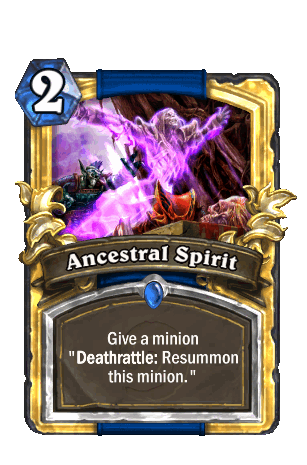 2
Ancestral Spirit
Give a minion
"Deathrattle: Resummon
this minion."